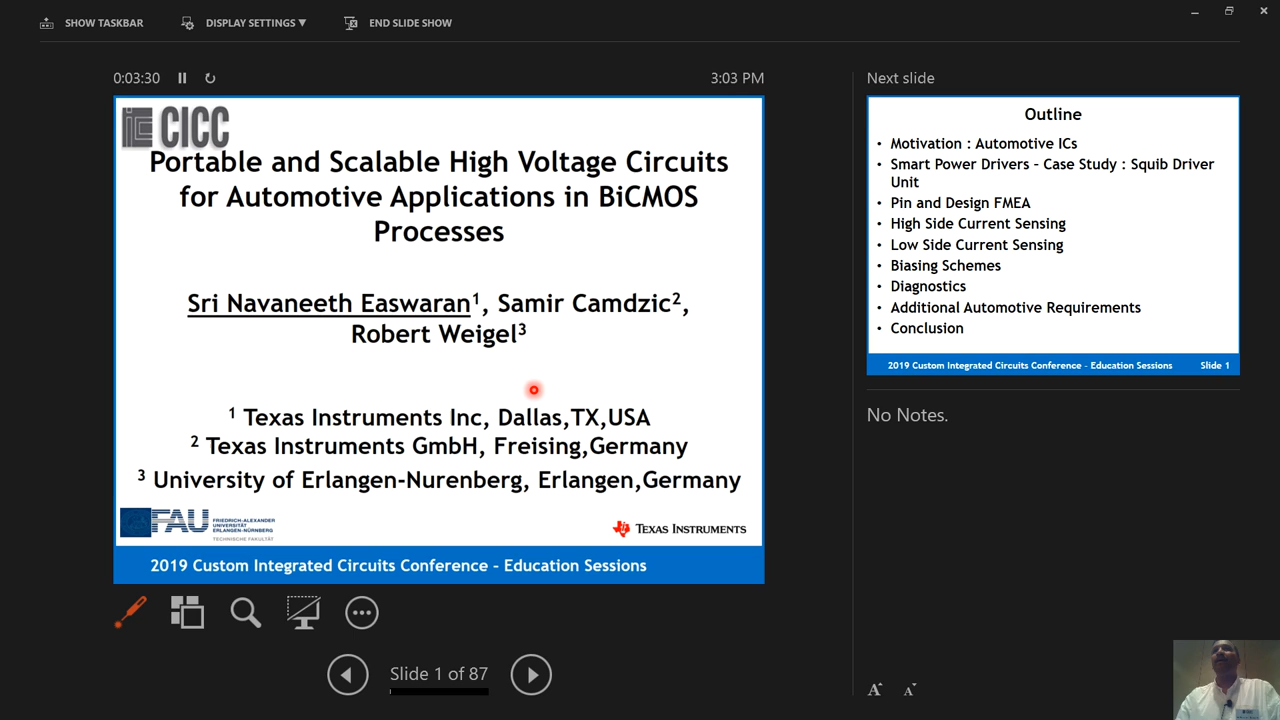 SHOW TASKBAR
DISPLAY SETTINGS ▼
END SLIDE SHOW
0:03:30
3:03 PM
CICC
Portable and Scalable High Voltage Circuits
for Automotive Applications in BiCMOS
Processes
Sri Navaneeth Easwaran¹, Samir Camdzic²,
Robert Weigel³
¹ Texas Instruments Inc, Dallas,TX,USA
² Texas Instruments GmbH, Freising,Germany
³ University of Erlangen-Nurenberg, Erlangen,Germany
FAU
FRIEDRICH-ALEXANDER
UNIVERSITÄT
ERLANGEN-NÜRNBERG
TECHNISCHE FAKULTÄT
TEXAS INSTRUMENTS
2019 Custom Integrated Circuits Conference – Education Sessions
Slide 1 of 87
Next slide
Outline
• Motivation : Automotive ICs
• Smart Power Drivers – Case Study : Squib Driver
Unit
• Pin and Design FMEA
• High Side Current Sensing
• Low Side Current Sensing
• Biasing Schemes
• Diagnostics
• Additional Automotive Requirements
• Conclusion
2019 Custom Integrated Circuits Conference – Education Sessions
Slide 1
No Notes.
A A